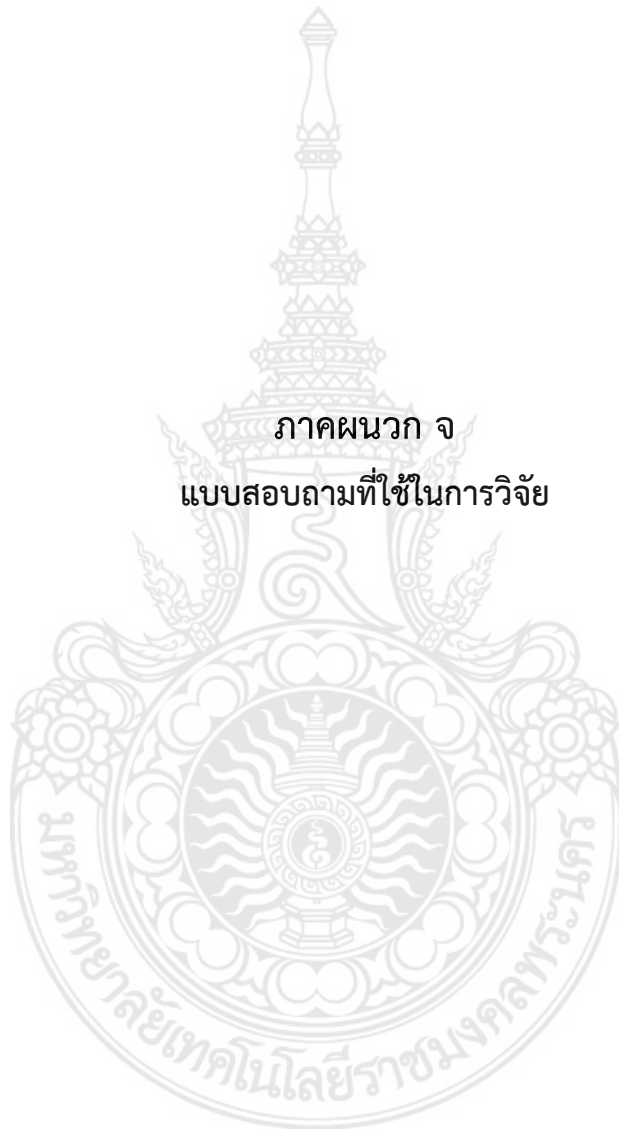 ภาคผนวก จ
แบบสอบถามที่ใช้ในการวิจัย
มหาวิทยาลัยเทคโนโลยีราชมงคลพระนคร